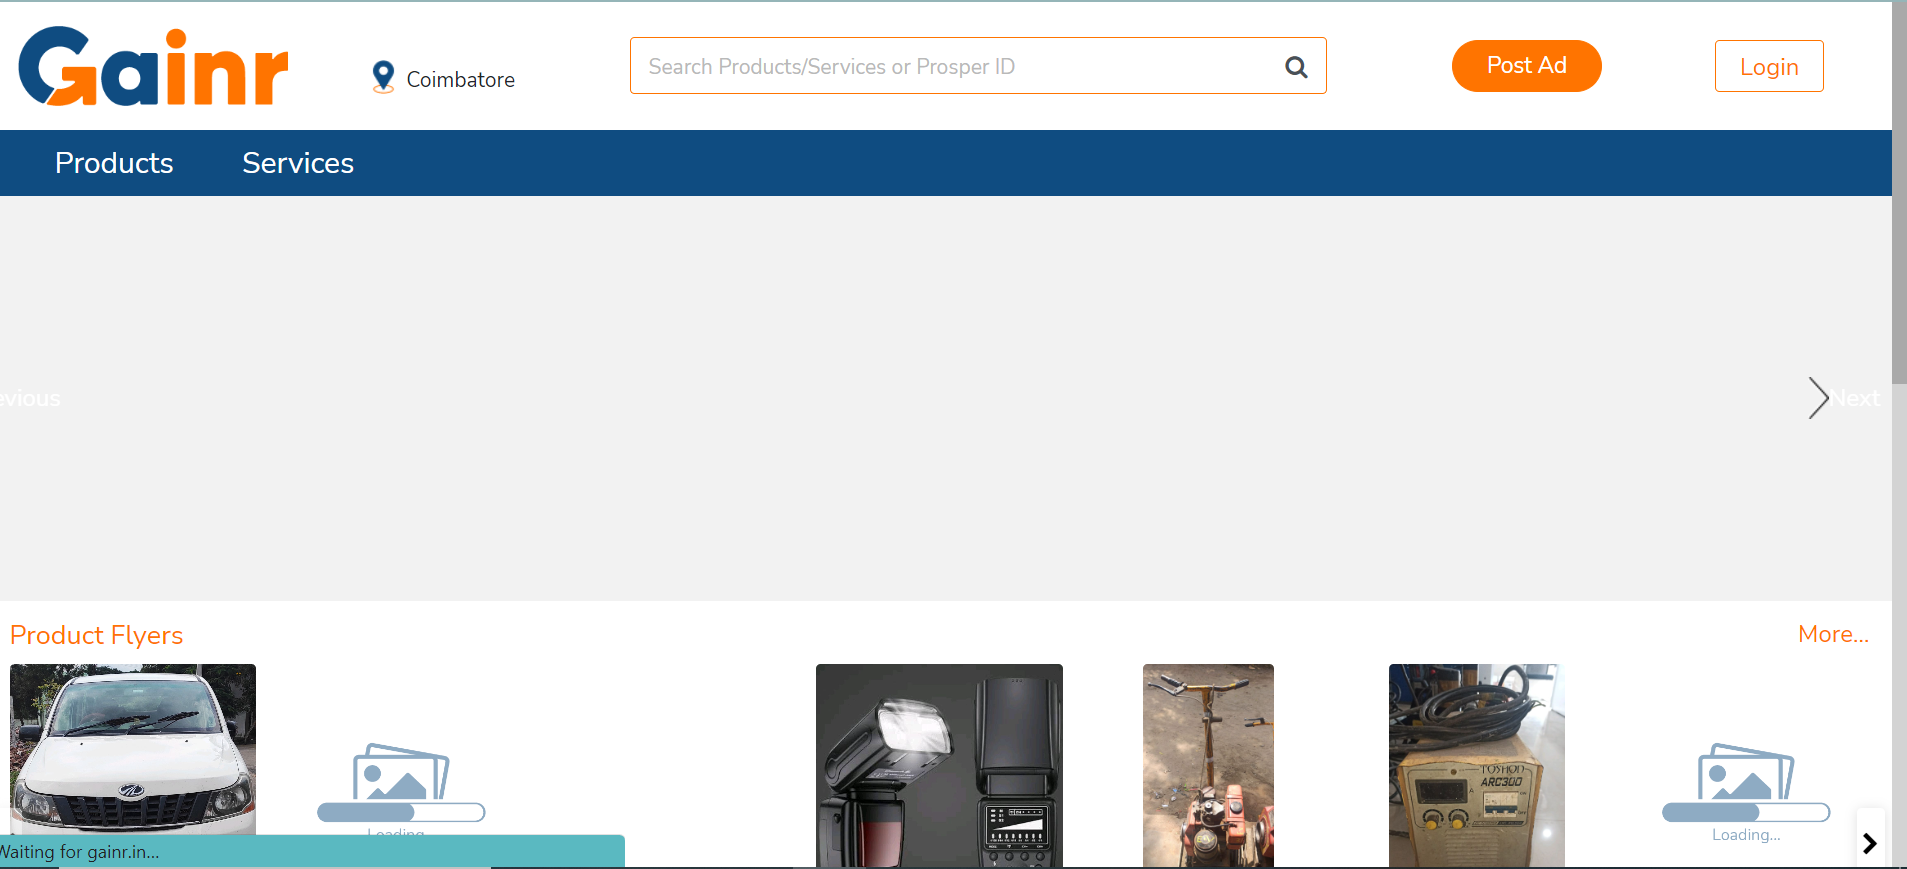 Gainr
Coimbatore
Search Products/Services or Prosper ID
Post Ad
Login
Products
Services
evious
Next
Product Flyers
More...
TOSHON
ARC300
Loading...
Loading...
Waiting for gainr.in...